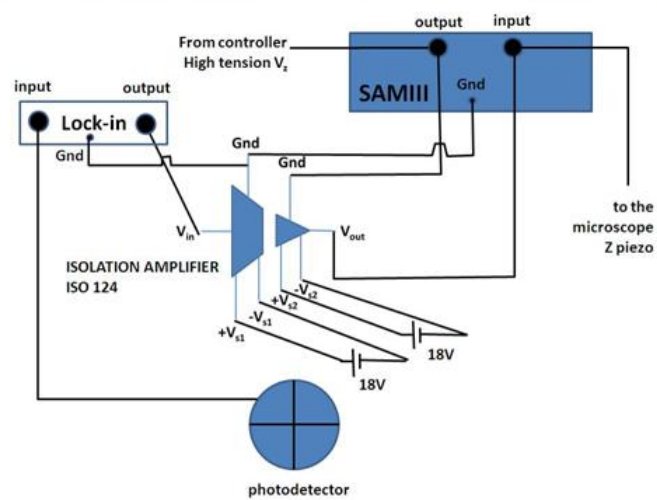 output
input
From controller
High tension Vz
SAMIII
Gnd
input
output
Lock-in
Gnd
Gnd
Gnd
to the
microscope
Z piezo
Vin
Vout
ISOLATION AMPLIFIER
ISO 124
-Vs2
+Vs2
-Vs1
+Vs1
18V
18V
photodetector